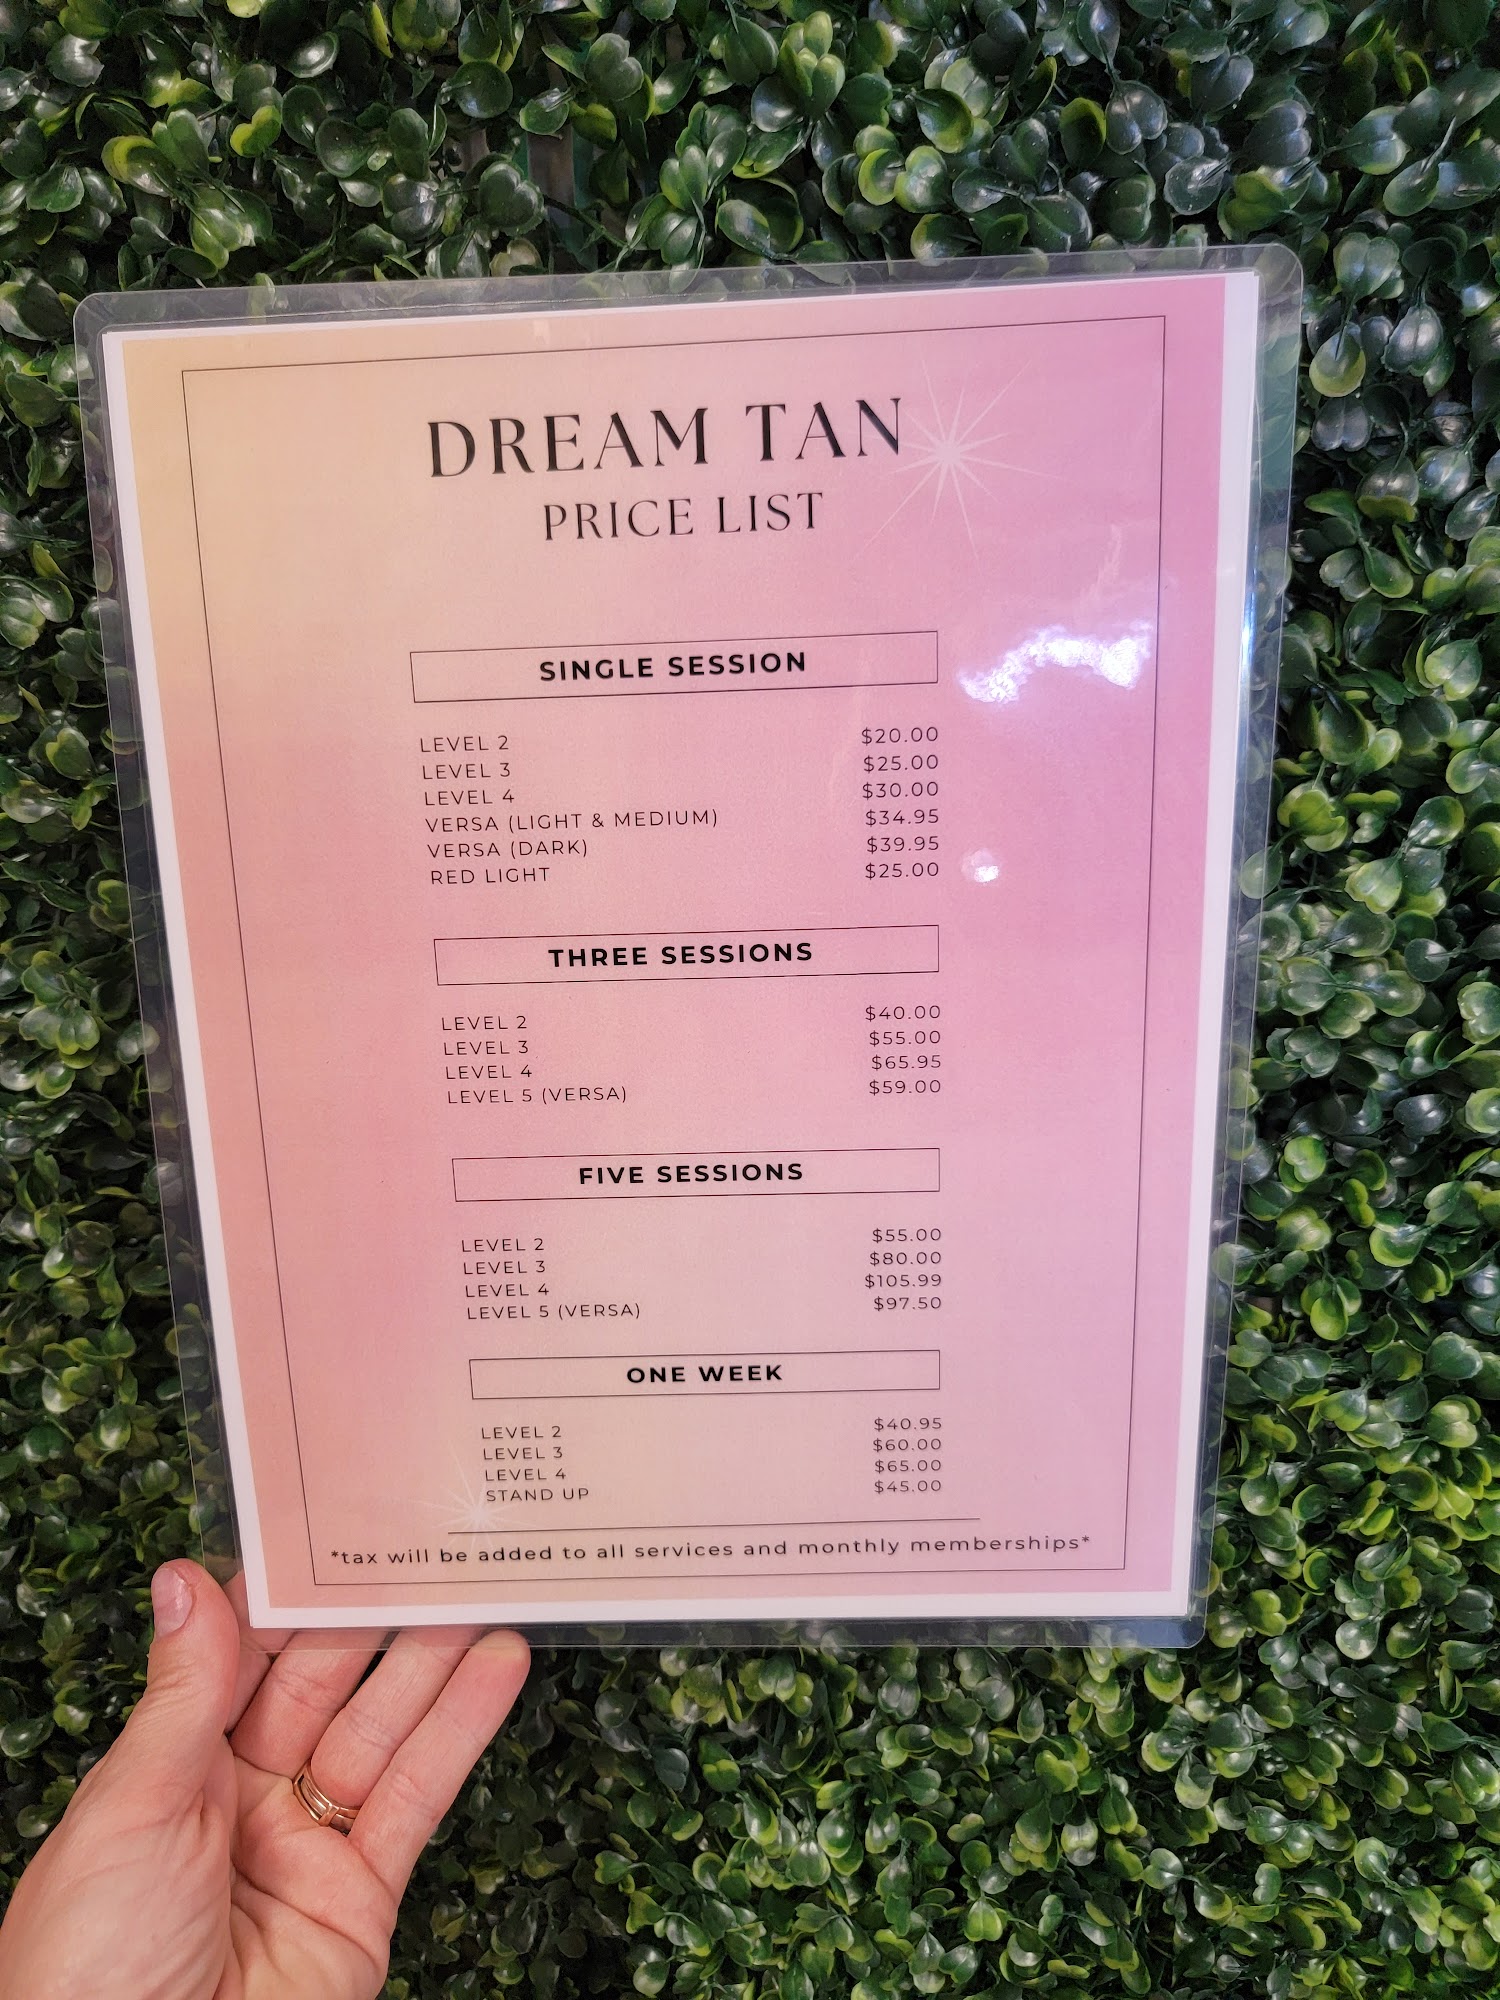 DREAM TAN
PRICE LIST
SINGLE SESSION
LEVEL 2 $20.00
LEVEL 3 $25.00
LEVEL 4 $30.00
VERSA (LIGHT & MEDIUM) $34.95
VERSA (DARK) $39.95
RED LIGHT $25.00
THREE SESSIONS
LEVEL 2 $40.00
LEVEL 3 $55.00
LEVEL 4 $65.95
LEVEL 5 (VERSA) $59.00
FIVE SESSIONS
LEVEL 2 $55.00
LEVEL 3 $80.00
LEVEL 4 $105.99
LEVEL 5 (VERSA) $97.50
ONE WEEK
LEVEL 2 $40.95
LEVEL 3 $60.00
LEVEL 4 $65.00
STAND UP $45.00
*tax will be added to all services and monthly memberships*